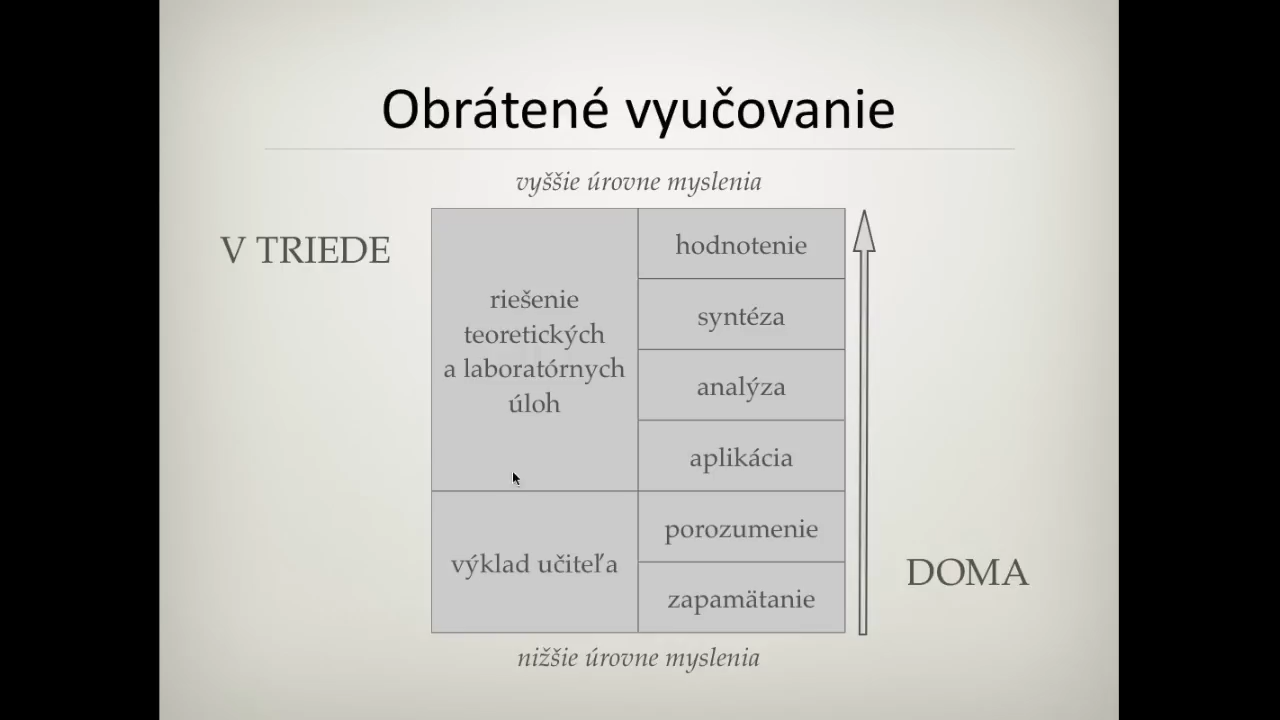 Obrátené vyučovanie
vyššie úrovne myslenia
V TRIEDE
riešenie
teoretických
a laboratórnych
úloh
výklad učiteľa
hodnotenie
syntéza
analýza
aplikácia
porozumenie
zapamätanie
DOMA
nižšie úrovne myslenia